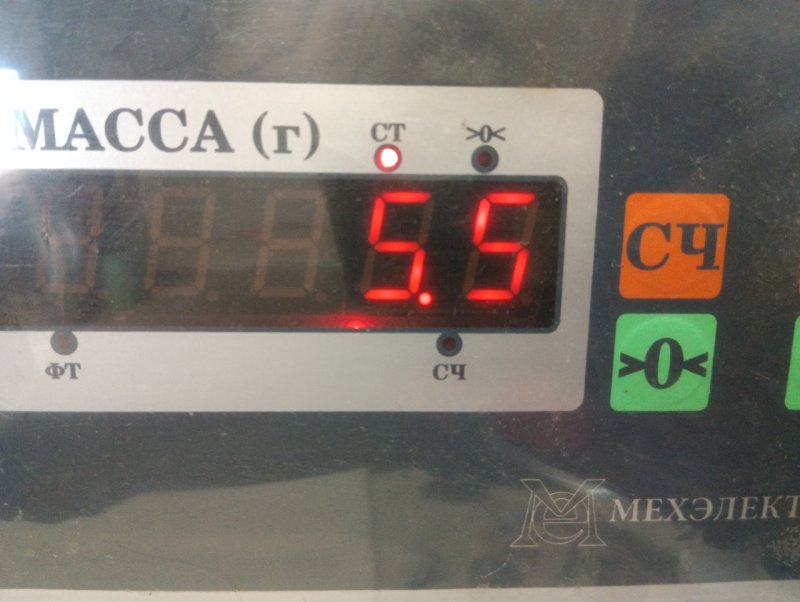 МАССА (г)
СТ >0<
5.5
СЧ
ФТ СЧ
>0<
МЕХЭЛЕКТ